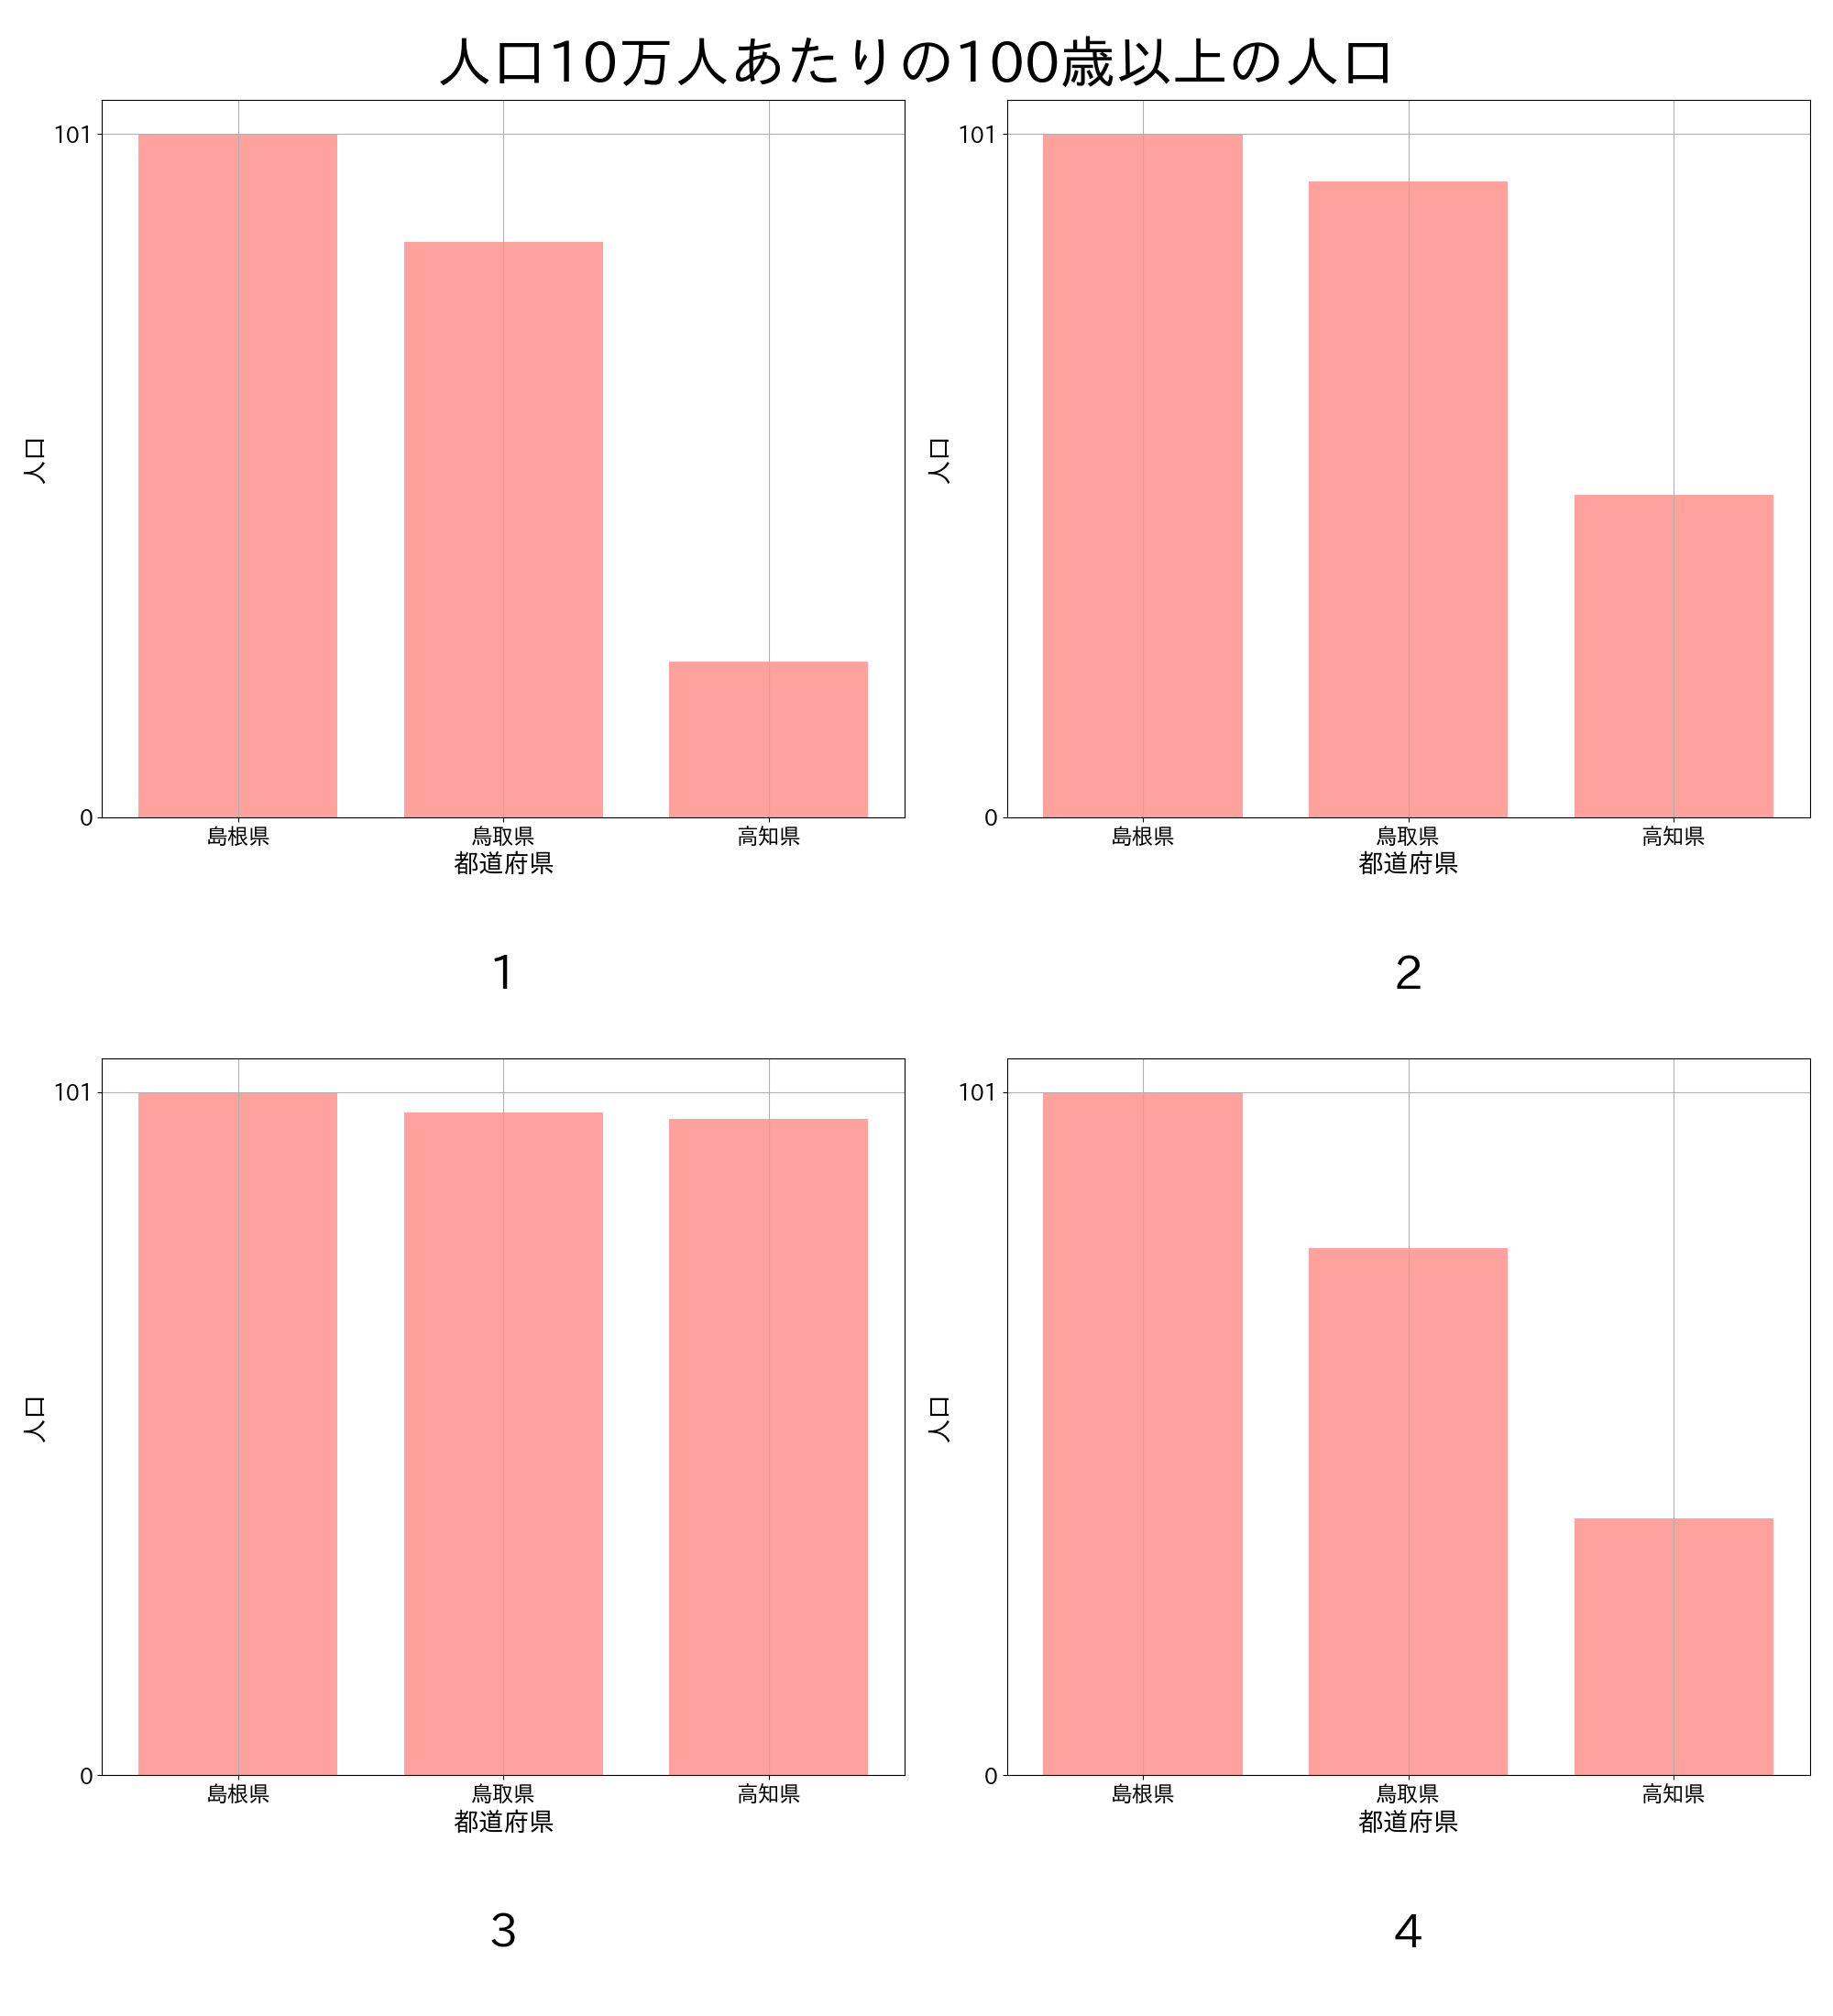 人口10万人あたりの100歳以上の人口
101
0
人口
島根県 鳥取県 高知県
都道府県
1
101
0
人口
島根県 鳥取県 高知県
都道府県
2
101
0
人口
島根県 鳥取県 高知県
都道府県
3
101
0
人口
島根県 鳥取県 高知県
都道府県
4